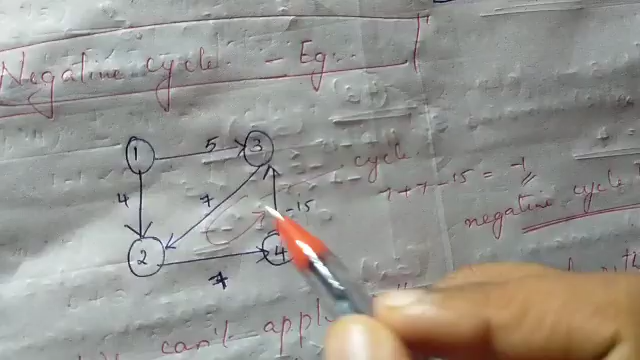 Negative cycle - Eg.
1 5 3
cycle
4 7 -15
7+7-15 = -1
negative cycle
2 7 4
can't appl